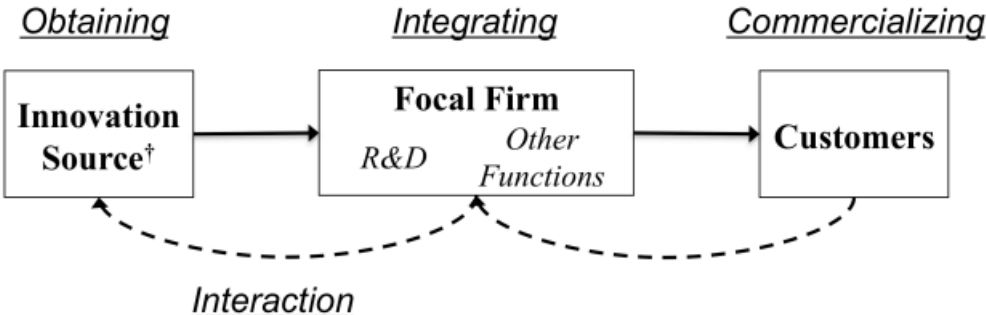 Obtaining
Integrating
Commercializing
Innovation
Source†
Focal Firm
R&D
Other
Functions
Customers
Interaction